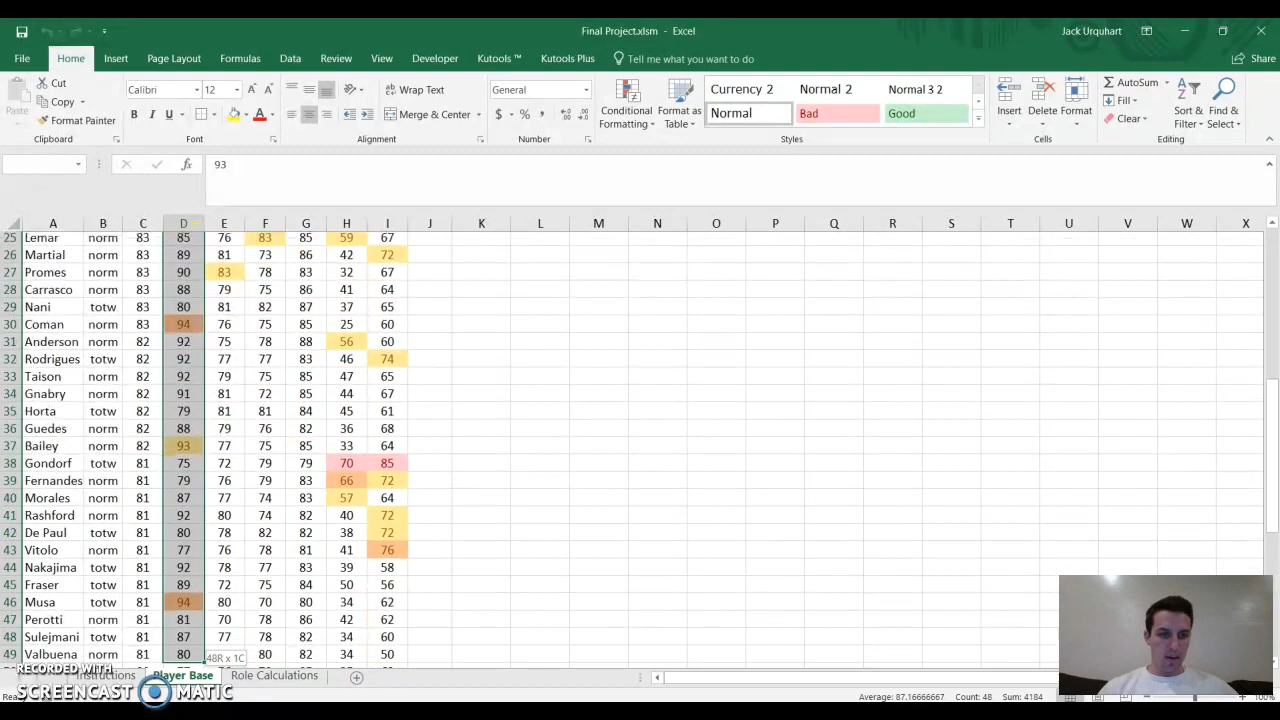 Final Project.xlsm - Excel
Jack Urquhart
File Home Insert Page Layout Formulas Data Review View Developer Kutools ™ Kutools Plus Tell me what you want to do Share
Cut
Copy
Format Painter
Paste
Clipboard
Calibri 12
B I U
Font
Wrap Text
Merge & Center
Alignment
General
$ % ,
Number
Conditional Formatting
Format as Table
Currency 2 Normal 2 Normal 3 2
Normal Bad Good
Styles
Insert Delete Format
Cells
AutoSum
Fill
Clear
Sort & Filter
Find & Select
Editing
fx 93
A B C D E F G H I J K L M N O P Q R S T U V W X
25 Lemar norm 83 85 76 83 85 59 67
26 Martial norm 83 89 81 73 86 42 72
27 Promes norm 83 90 83 78 83 32 67
28 Carrasco norm 83 88 79 75 86 41 64
29 Nani totw 83 80 81 82 87 37 65
30 Coman norm 83 94 76 75 85 25 60
31 Anderson norm 82 92 75 78 88 56 60
32 Rodrigues totw 82 92 77 77 83 46 74
33 Taison norm 82 92 79 75 85 47 65
34 Gnabry norm 82 91 81 72 85 44 67
35 Horta totw 82 79 81 81 84 45 61
36 Guedes norm 82 88 79 76 82 36 68
37 Bailey norm 82 93 77 75 85 33 64
38 Gondorf totw 81 75 72 79 79 70 85
39 Fernandes norm 81 79 76 79 83 66 72
40 Morales norm 81 87 77 74 83 57 64
41 Rashford norm 81 92 80 74 82 40 72
42 De Paul totw 81 80 78 82 82 38 72
43 Vitolo norm 81 77 76 78 81 41 76
44 Nakajima totw 81 92 78 77 83 39 58
45 Fraser totw 81 89 72 75 84 50 56
46 Musa totw 81 94 80 70 80 34 62
47 Perotti norm 81 81 70 78 86 42 62
48 Sulejmani totw 81 87 77 78 82 34 60
49 Valbuena norm 81 80 80 82 34 50
48R x 1C
RECORDED WITH
SCREENCAST MATIC
Instructions Player Base Role Calculations
Average: 87.16666667 Count: 48 Sum: 4184
100%